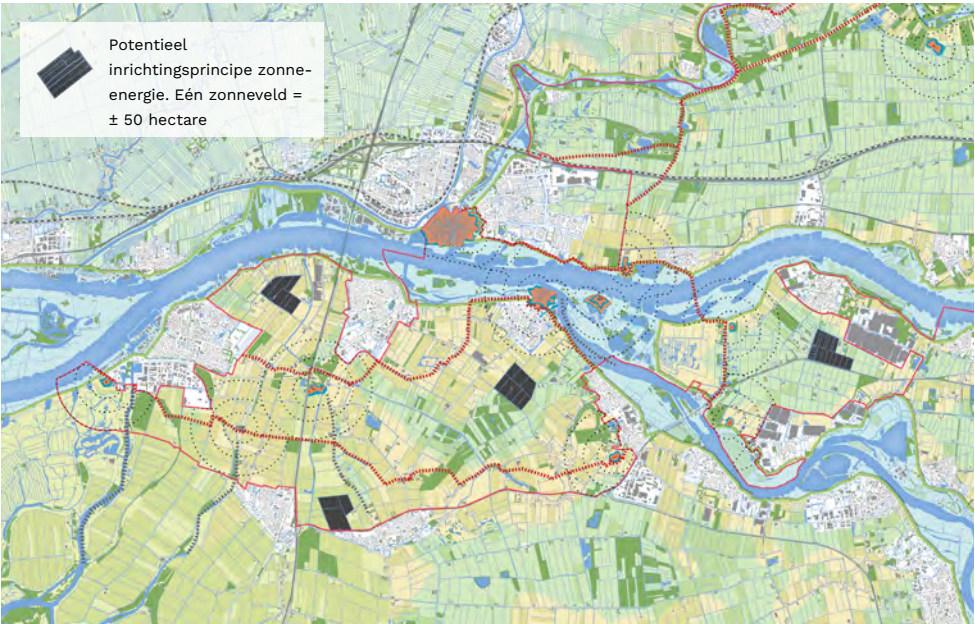 Potentieel
inrichtingsprincipe zonne-
energie. Eén zonneveld =
± 50 hectare